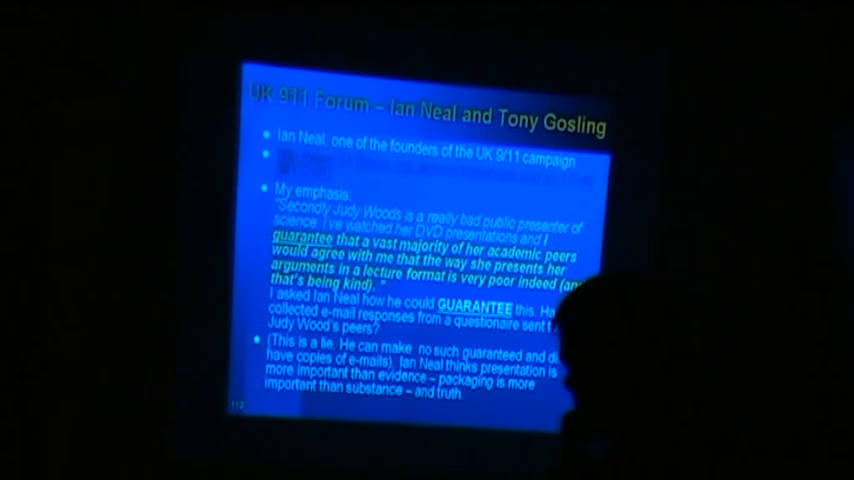 UK 911 Forum – Ian Neal and Tony Gosling
• Ian Neal, one of the founders of the UK 9/11 campaign
• My emphasis:
"Secondly Judy Woods is a really bad public presenter of
science. I've watched her DVD presentations and I
guarantee that a vast majority of her academic peers
would agree with me that the way she presents her
arguments in a lecture format is very poor indeed (and
that's being kind). "
I asked Ian Neal how he could GUARANTEE this. Ha
collected e-mail responses from a questionaire sent t
Judy Wood's peers?
• (This is a lie. He can make no such guaranteed and di
have copies of e-mails). Ian Neal thinks presentation is
more important than evidence – packaging is more
important than substance – and truth.
112